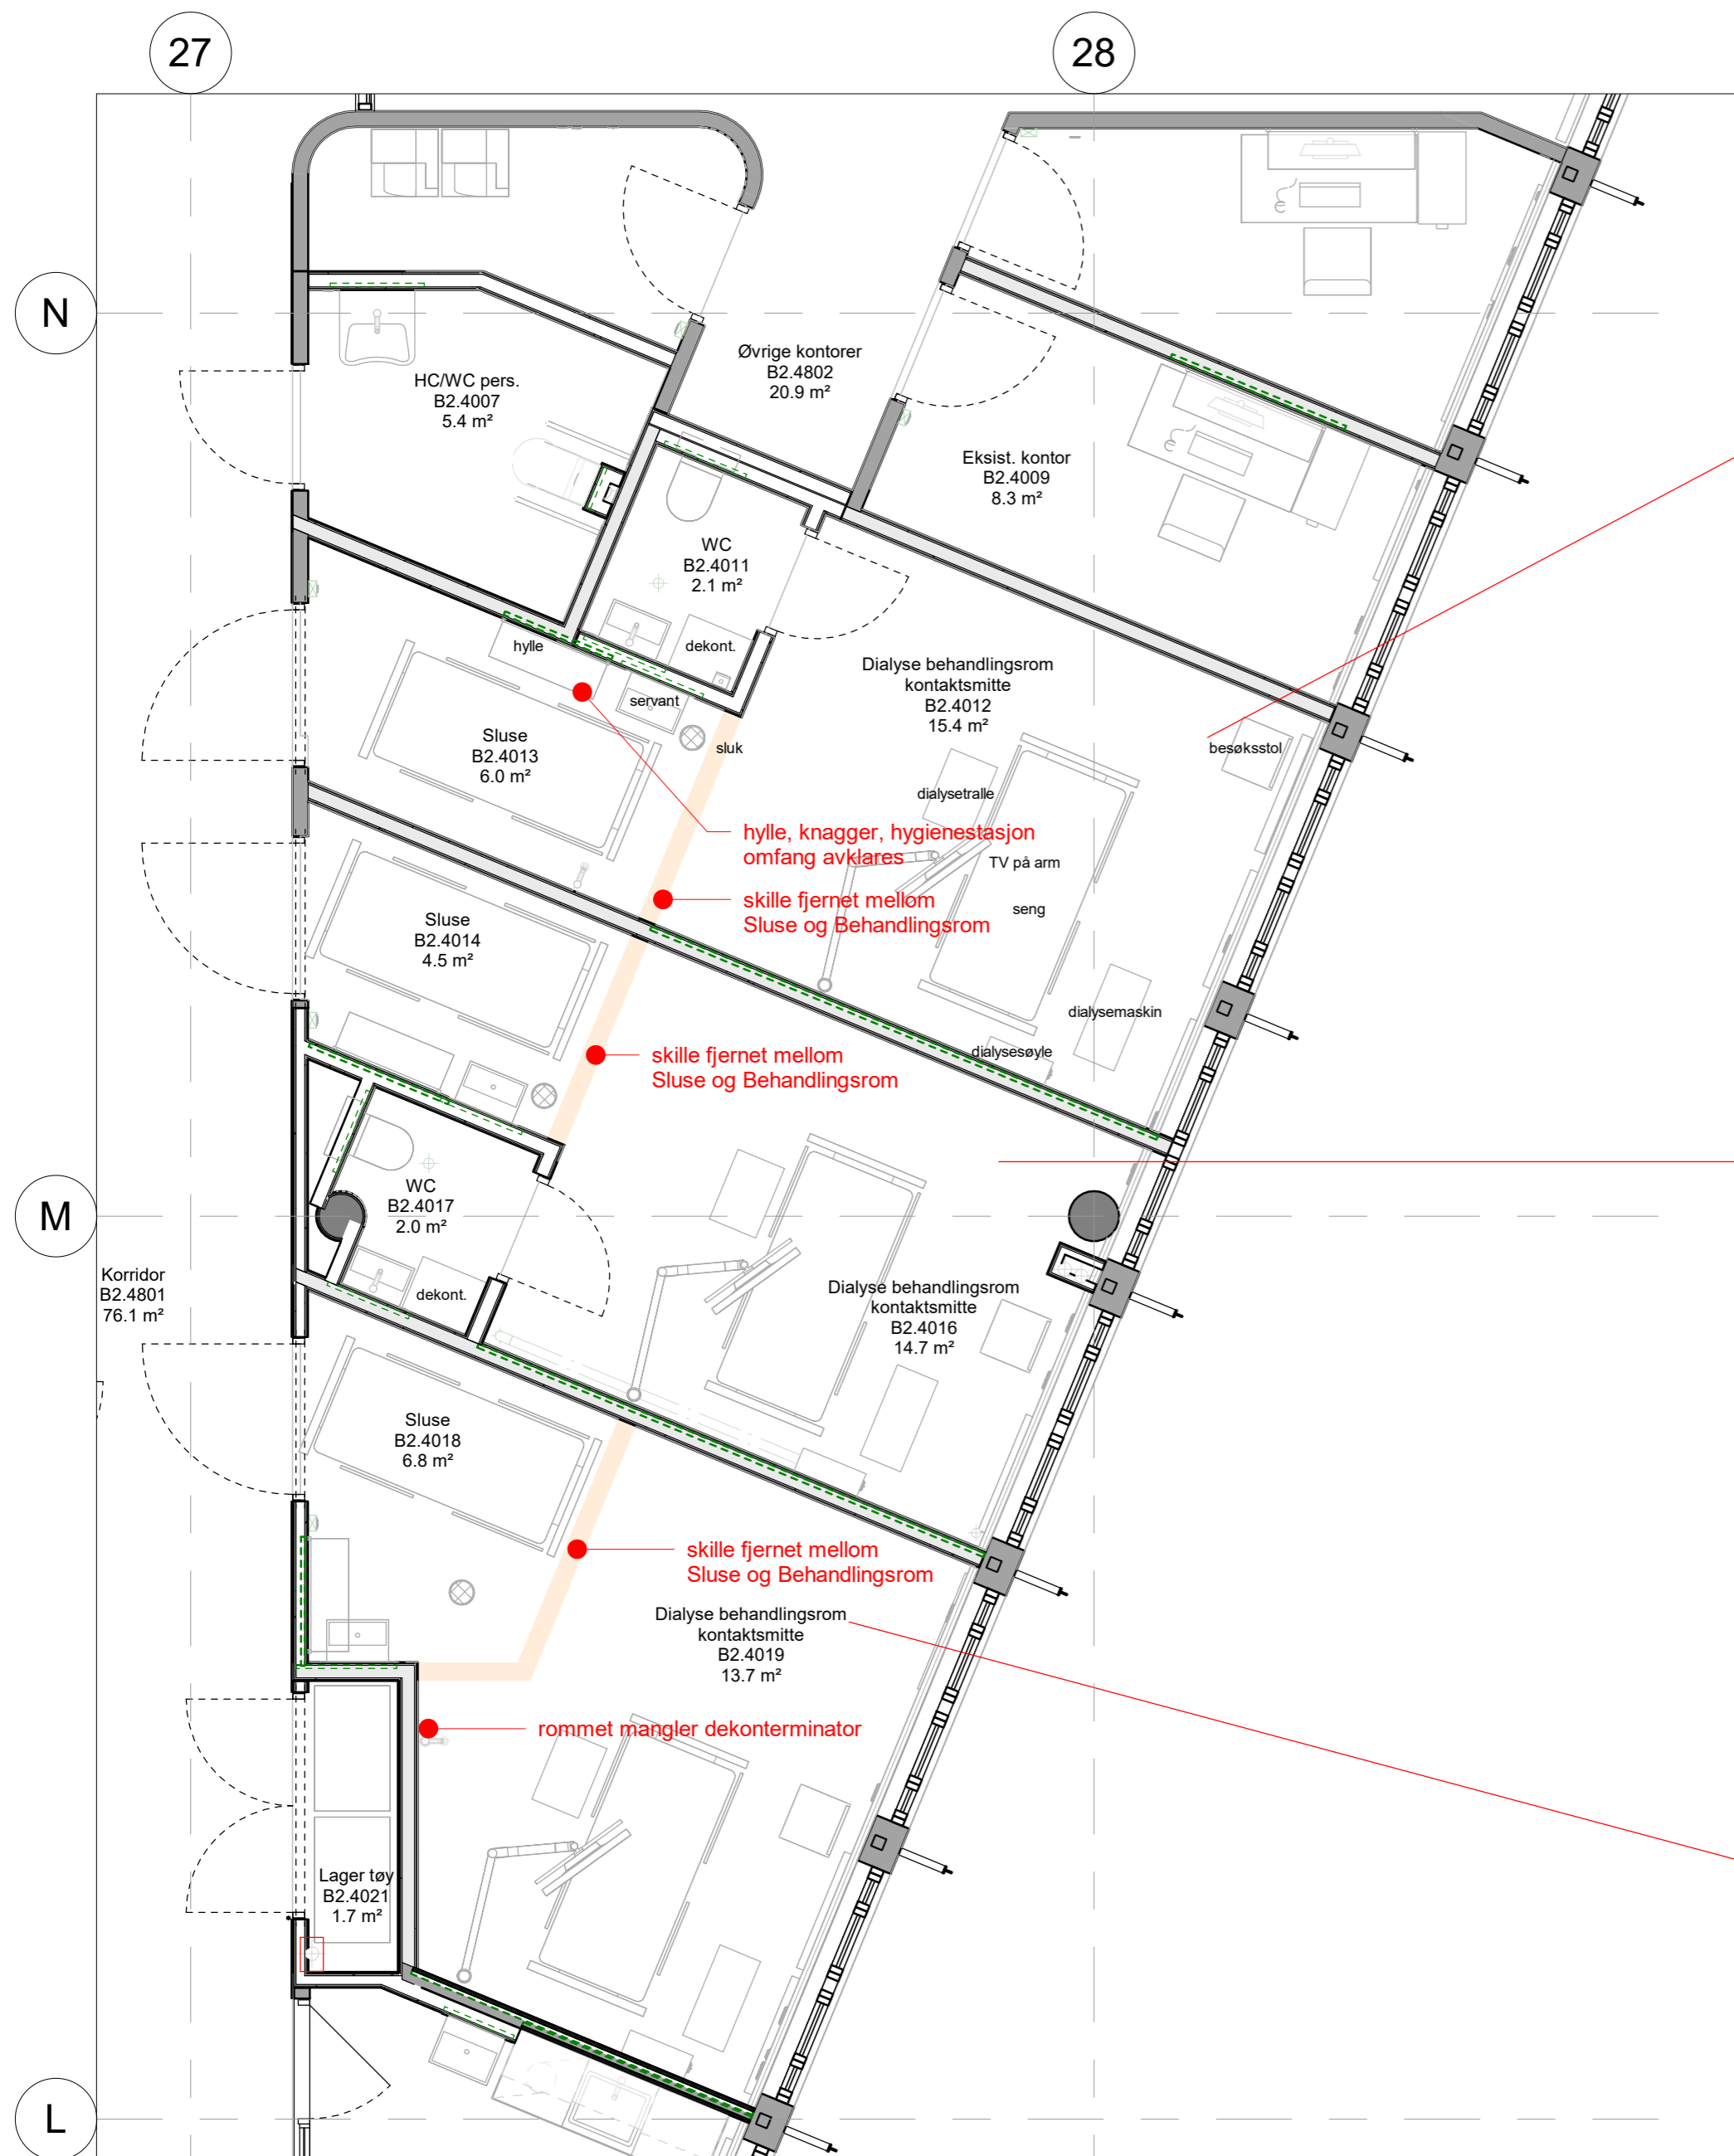 27
28
N
Øvrige kontorer
B2.4802
20.9 m²
HC/WC pers.
B2.4007
5.4 m²
Eksist. kontor
B2.4009
8.3 m²
WC
B2.4011
2.1 m²
hylle
dekont.
servant
Dialyse behandlingsrom
kontaktsmitte
B2.4012
15.4 m²
Sluse
B2.4013
6.0 m²
sluk
besøksstol
dialysetralle
hylle, knagger, hygienestasjon
omfang avklares
TV på arm
skille fjernet mellom
Sluse og Behandlingsrom
seng
Sluse
B2.4014
4.5 m²
dialysemaskin
dialysesøyle
skille fjernet mellom
Sluse og Behandlingsrom
M
WC
B2.4017
2.0 m²
Korridor
B2.4801
76.1 m²
dekont.
Dialyse behandlingsrom
kontaktsmitte
B2.4016
14.7 m²
Sluse
B2.4018
6.8 m²
skille fjernet mellom
Sluse og Behandlingsrom
Dialyse behandlingsrom
kontaktsmitte
B2.4019
13.7 m²
rommet mangler dekonterminator
Lager tøy
B2.4021
1.7 m²
L